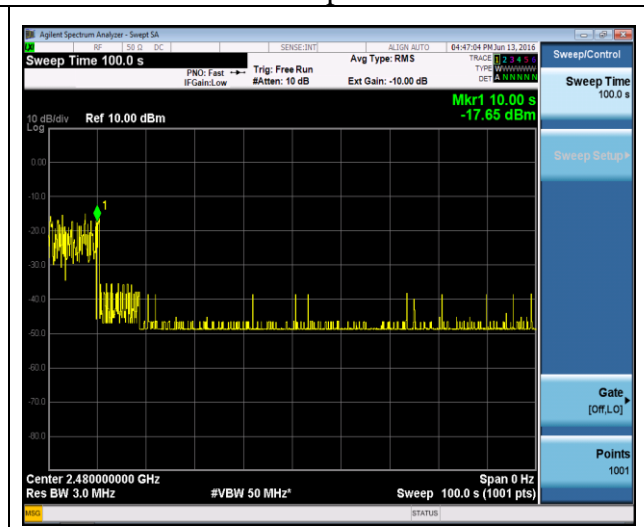 Agilent Spectrum Analyzer - Swept SA
RF 50 Ω DC SENSE:INT ALIGN AUTO 04:47:04 PM Jun 13, 2016
Sweep Time 100.0 s
PNO: Fast
IFGain:Low
Trig: Free Run
#Atten: 10 dB
Avg Type: RMS
Ext Gain: -10.00 dB
TRACE 1 2 3 4 5 6
TYPE WWWWWW
DET A N N N N N
Mkr1 10.00 s
-17.65 dBm
10 dB/div Ref 10.00 dBm
Log
0.00
-10.0
-20.0
-30.0
-40.0
-50.0
-60.0
-70.0
-80.0
1
Center 2.480000000 GHz
Span 0 Hz
Res BW 3.0 MHz
#VBW 50 MHz*
Sweep 100.0 s (1001 pts)
MSG
STATUS
Sweep/Control
Sweep Time
100.0 s
Sweep Setup
Gate
[Off,LO]
Points
1001